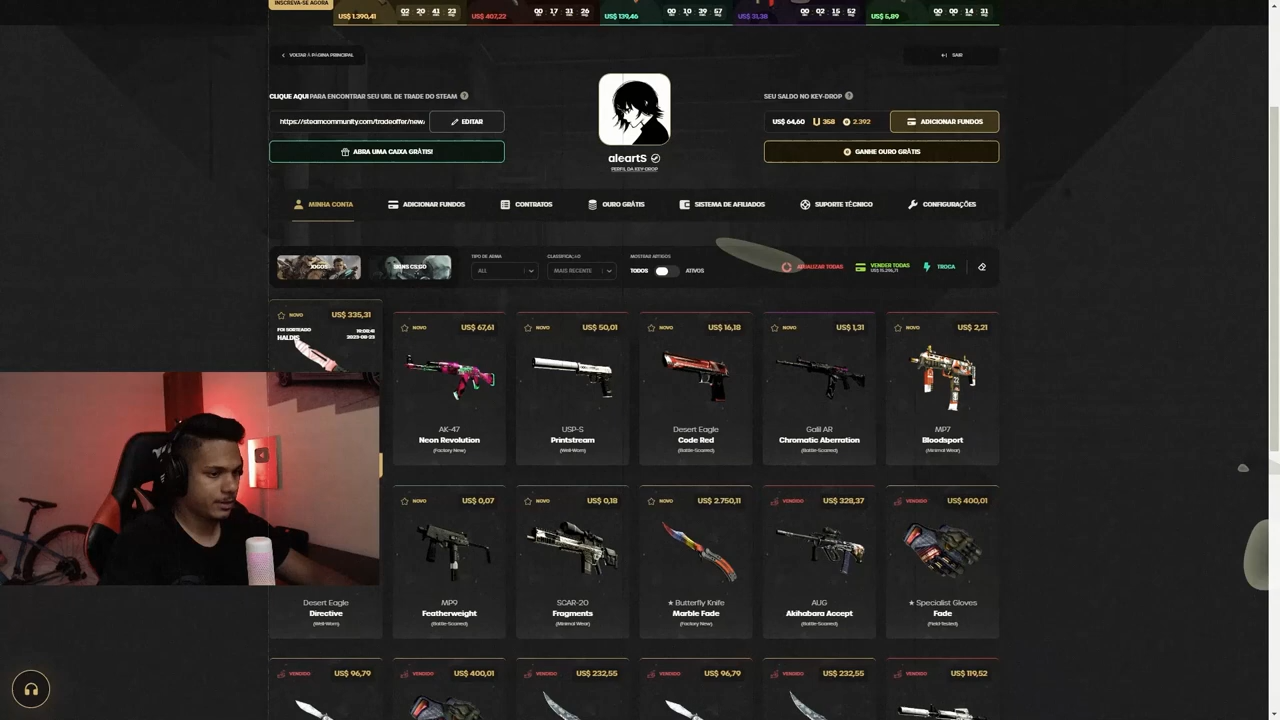 INSCREVA-SE AGORA
US$ 1.390,41
02 20 41 23
US$ 407,22
00 17 31 26
US$ 139,46
00 10 39 57
US$ 31,38
00 02 15 52
US$ 5,89
00 00 14 31
VOLTAR À PÁGINA PRINCIPAL
SAIR
CLIQUE AQUI PARA ENCONTRAR SEU URL DE TRADE DO STEAM ?
SEU SALDO NO KEY-DROP ?
https://steamcommunity.com/tradeoffer/new/
EDITAR
US$ 64,60 358 2.392
ADICIONAR FUNDOS
ABRA UMA CAIXA GRÁTIS!
GANHE OURO GRÁTIS
aleartS
PERFIL DA KEY-DROP
MINHA CONTA
ADICIONAR FUNDOS
CONTRATOS
OURO GRÁTIS
SISTEMA DE AFILIADOS
SUPORTE TÉCNICO
CONFIGURAÇÕES
JOGOS
SKINS CS:GO
TIPO DE ARMA
ALL
CLASSIFICAÇÃO
MAIS RECENTE
MOSTRAR ARTIGOS
TODOS
ATIVOS
ATUALIZAR TODAS
VENDER TODAS
TROCA
NOVO US$ 335,31
FOI SORTEADO
HALDIS
2023-08-23
NOVO US$ 67,61
AK-47
Neon Revolution
(Factory New)
NOVO US$ 50,01
USP-S
Printstream
(Well-Worn)
NOVO US$ 16,18
Desert Eagle
Code Red
(Battle-Scarred)
NOVO US$ 1,31
Galil AR
Chromatic Aberration
(Battle-Scarred)
NOVO US$ 2,21
MP7
Bloodsport
(Minimal Wear)
Desert Eagle
Directive
(Well-Worn)
NOVO US$ 0,07
MP9
Featherweight
(Battle-Scarred)
NOVO US$ 0,18
SCAR-20
Fragments
(Minimal Wear)
NOVO US$ 2.750,11
★ Butterfly Knife
Marble Fade
(Factory New)
VENDIDO US$ 328,37
AUG
Akihabara Accept
(Battle-Scarred)
VENDIDO US$ 400,01
★ Specialist Gloves
Fade
(Field-Tested)
VENDIDO US$ 96,79
VENDIDO US$ 400,01
VENDIDO US$ 232,55
VENDIDO US$ 96,79
VENDIDO US$ 232,55
VENDIDO US$ 119,52